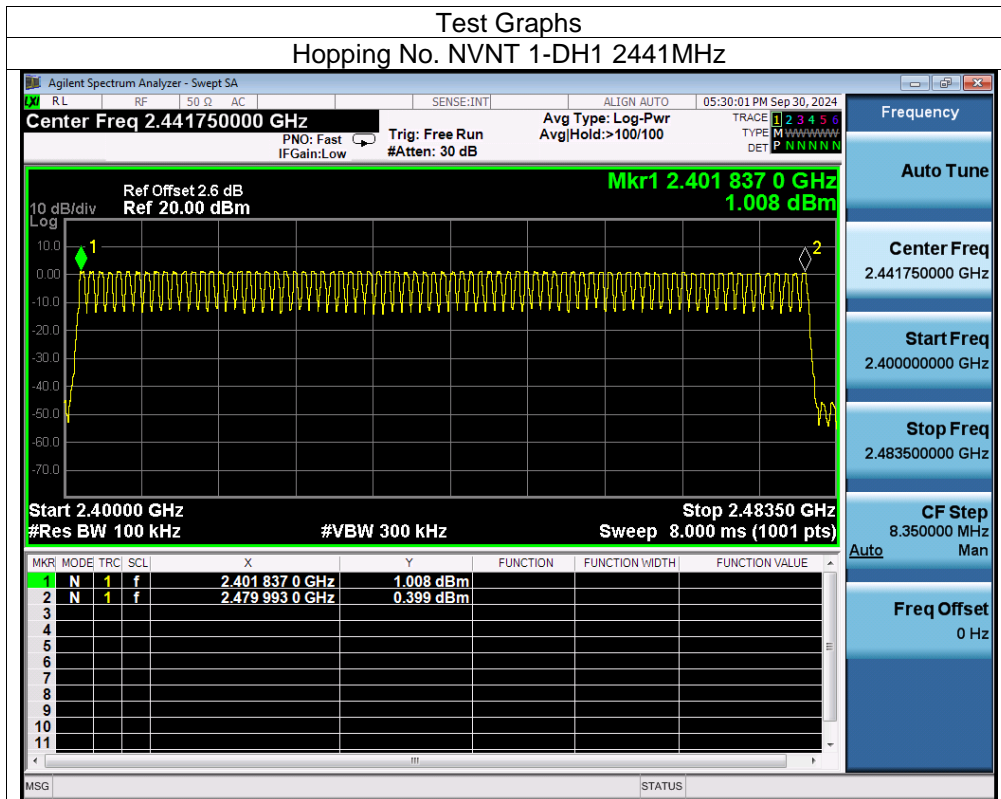 Test Graphs
Hopping No. NVNT 1-DH1 2441MHz
Agilent Spectrum Analyzer - Swept SA
LXI RL RF 50 Ω AC SENSE:INT ALIGN AUTO 05:30:01 PM Sep 30, 2024
Center Freq 2.441750000 GHz
PNO: Fast
IFGain:Low
Trig: Free Run
#Atten: 30 dB
Avg Type: Log-Pwr
Avg|Hold:>100/100
TRACE 1 2 3 4 5 6
TYPE M WWWWW
DET P N N N N N
Ref Offset 2.6 dB
10 dB/div Ref 20.00 dBm
Log
Mkr1 2.401 837 0 GHz
1.008 dBm
10.0
0.00
-10.0
-20.0
-30.0
-40.0
-50.0
-60.0
-70.0
1
2
Start 2.40000 GHz Stop 2.48350 GHz
#Res BW 100 kHz #VBW 300 kHz Sweep 8.000 ms (1001 pts)
MKR MODE TRC SCL X Y FUNCTION FUNCTION WIDTH FUNCTION VALUE
1 N 1 f 2.401 837 0 GHz 1.008 dBm
2 N 1 f 2.479 993 0 GHz 0.399 dBm
3
4
5
6
7
8
9
10
11
MSG STATUS
Frequency
Auto Tune
Center Freq
2.441750000 GHz
Start Freq
2.400000000 GHz
Stop Freq
2.483500000 GHz
CF Step
8.350000 MHz
Auto Man
Freq Offset
0 Hz